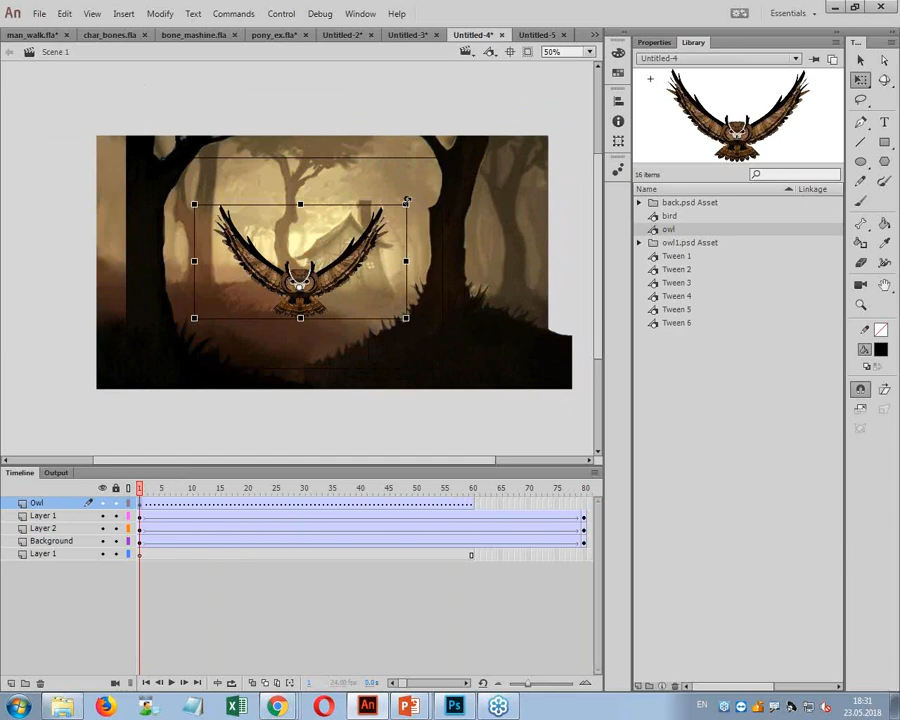 An File Edit View Insert Modify Text Commands Control Debug Window Help Essentials
man_walk.fla* × char_bones.fla × bone_mashine.fla × pony_ex.fla* × Untitled-2* × Untitled-3* × Untitled-4* × Untitled-5 ×
Scene 1 50%
Properties Library T...
Untitled-4
16 items
Name Linkage
back.psd Asset
bird
owl
owl1.psd Asset
Tween 1
Tween 2
Tween 3
Tween 4
Tween 5
Tween 6
Timeline Output
1 5 10 15 20 25 30 35 40 45 50 55 60 65 70 75 80
Owl
Layer 1
Layer 2
Background
Layer 1
1 24.00 fps 0.0s
An Ps
EN 18:31
23.05.2018